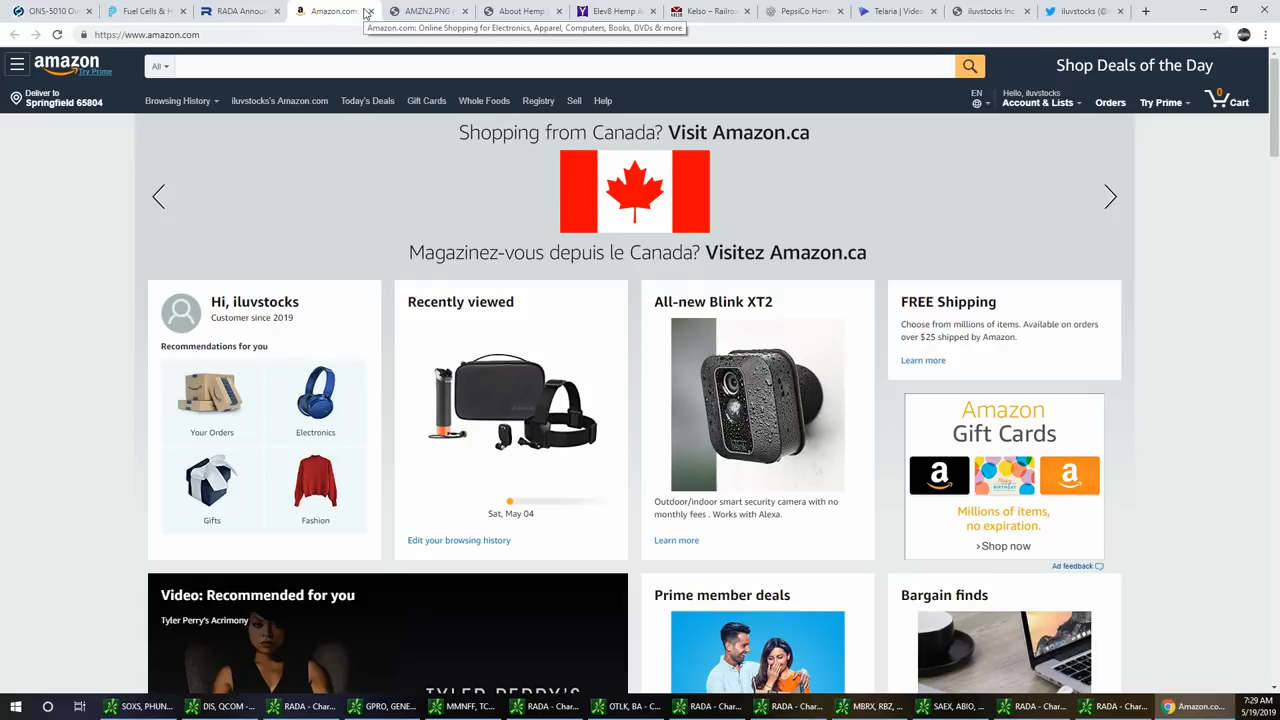 ONS-5010 Ov
Fuel Cells & H
RADA Announ
Amazon.com:
AMZN2.PNG (
About Hemp
Elev8 Hemp A
Kelso – Railroa
PepsiCo Home
Telaria | Video
iluvstocks Inc
iluvstocks (@
Amazon.com: Online Shopping for Electronics, Apparel, Computers, Books, DVDs & more
https://www.amazon.com
amazon
Try Prime
All
Shop Deals of the Day
Deliver to
Springfield 65804
Browsing History
iluvstocks's Amazon.com
Today's Deals
Gift Cards
Whole Foods
Registry
Sell
Help
EN
Hello, iluvstocks
Account & Lists
Orders
Try Prime
0
Cart
Shopping from Canada? Visit Amazon.ca
Magazinez-vous depuis le Canada? Visitez Amazon.ca
Hi, iluvstocks
Customer since 2019
Recommendations for you
Your Orders
Electronics
Gifts
Fashion
Recently viewed
Sat, May 04
Edit your browsing history
All-new Blink XT2
Outdoor/indoor smart security camera with no
monthly fees . Works with Alexa.
Learn more
FREE Shipping
Choose from millions of items. Available on orders
over $25 shipped by Amazon.
Learn more
Amazon
Gift Cards
Millions of items,
no expiration.
›Shop now
Ad feedback
Video: Recommended for you
Tyler Perry's Acrimony
TYLER PERRY'S
Prime member deals
Bargain finds
SOXS, PHUN...
DIS, QCOM -...
RADA - Char...
GPRO, GENE...
MMNFF, TC...
RADA - Char...
OTLK, BA - C...
RADA - Char...
RADA - Char...
MBRX, RBZ, ...
SAEX, ABIO, ...
RADA - Char...
RADA - Char...
Amazon.co...
7:29 AM
5/19/2019